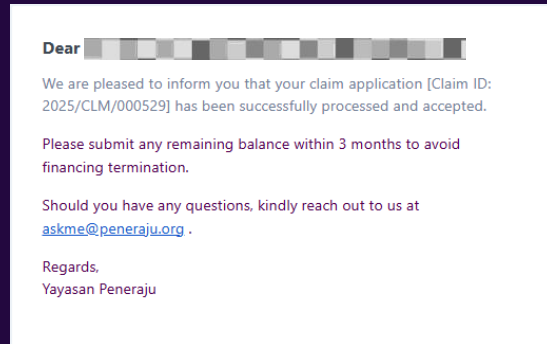 Dear
We are pleased to inform you that your claim application [Claim ID:
2025/CLM/000529] has been successfully processed and accepted.
Please submit any remaining balance within 3 months to avoid
financing termination.
Should you have any questions, kindly reach out to us at
askme@peneraju.org .
Regards,
Yayasan Peneraju